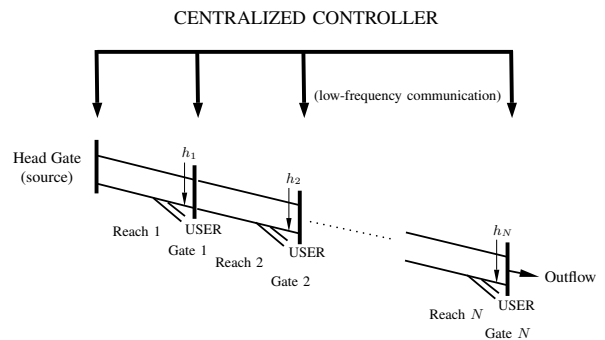 CENTRALIZED CONTROLLER
(low-frequency communication)
Head Gate
(source)
h₁
h₂
h_N
Reach 1
USER
Gate 1
Reach 2
USER
Gate 2
Outflow
Reach N
USER
Gate N